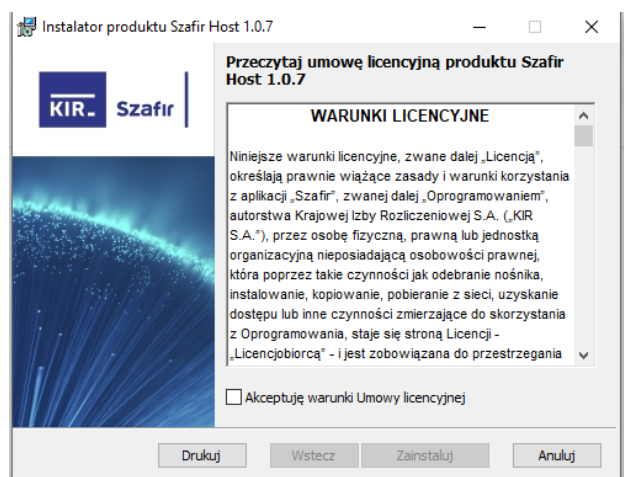 Instalator produktu Szafir Host 1.0.7
KIR Szafir
Przeczytaj umowę licencyjną produktu Szafir
Host 1.0.7
WARUNKI LICENCYJNE
Niniejsze warunki licencyjne, zwane dalej „Licencją”,
określają prawnie wiążące zasady i warunki korzystania
z aplikacji „Szafir”, zwanej dalej „Oprogramowaniem”,
autorstwa Krajowej Izby Rozliczeniowej S.A. („KIR
S.A.”), przez osobę fizyczną, prawną lub jednostką
organizacyjną nieposiadającą osobowości prawnej,
która poprzez takie czynności jak odebranie nośnika,
instalowanie, kopiowanie, pobieranie z sieci, uzyskanie
dostępu lub inne czynności zmierzające do skorzystania
z Oprogramowania, staje się stroną Licencji -
„Licencjobiorcą” - i jest zobowiązana do przestrzegania
Akceptuję warunki Umowy licencyjnej
Drukuj Wstecz Zainstaluj Anuluj